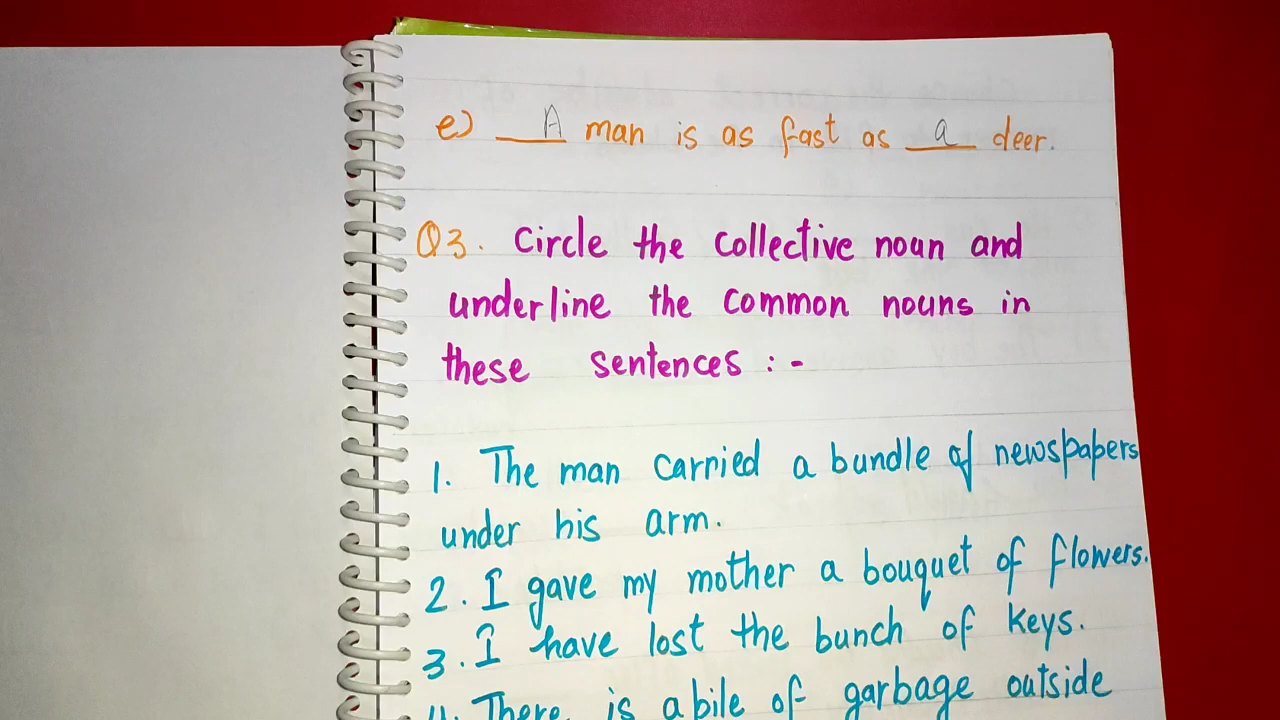 e) A man is as fast as a deer.
Q3. Circle the collective noun and
underline the common nouns in
these sentences :-
1. The man carried a bundle of newspapers
under his arm.
2. I gave my mother a bouquet of flowers.
3. I have lost the bunch of keys.
4. There is a bile of garbage outside